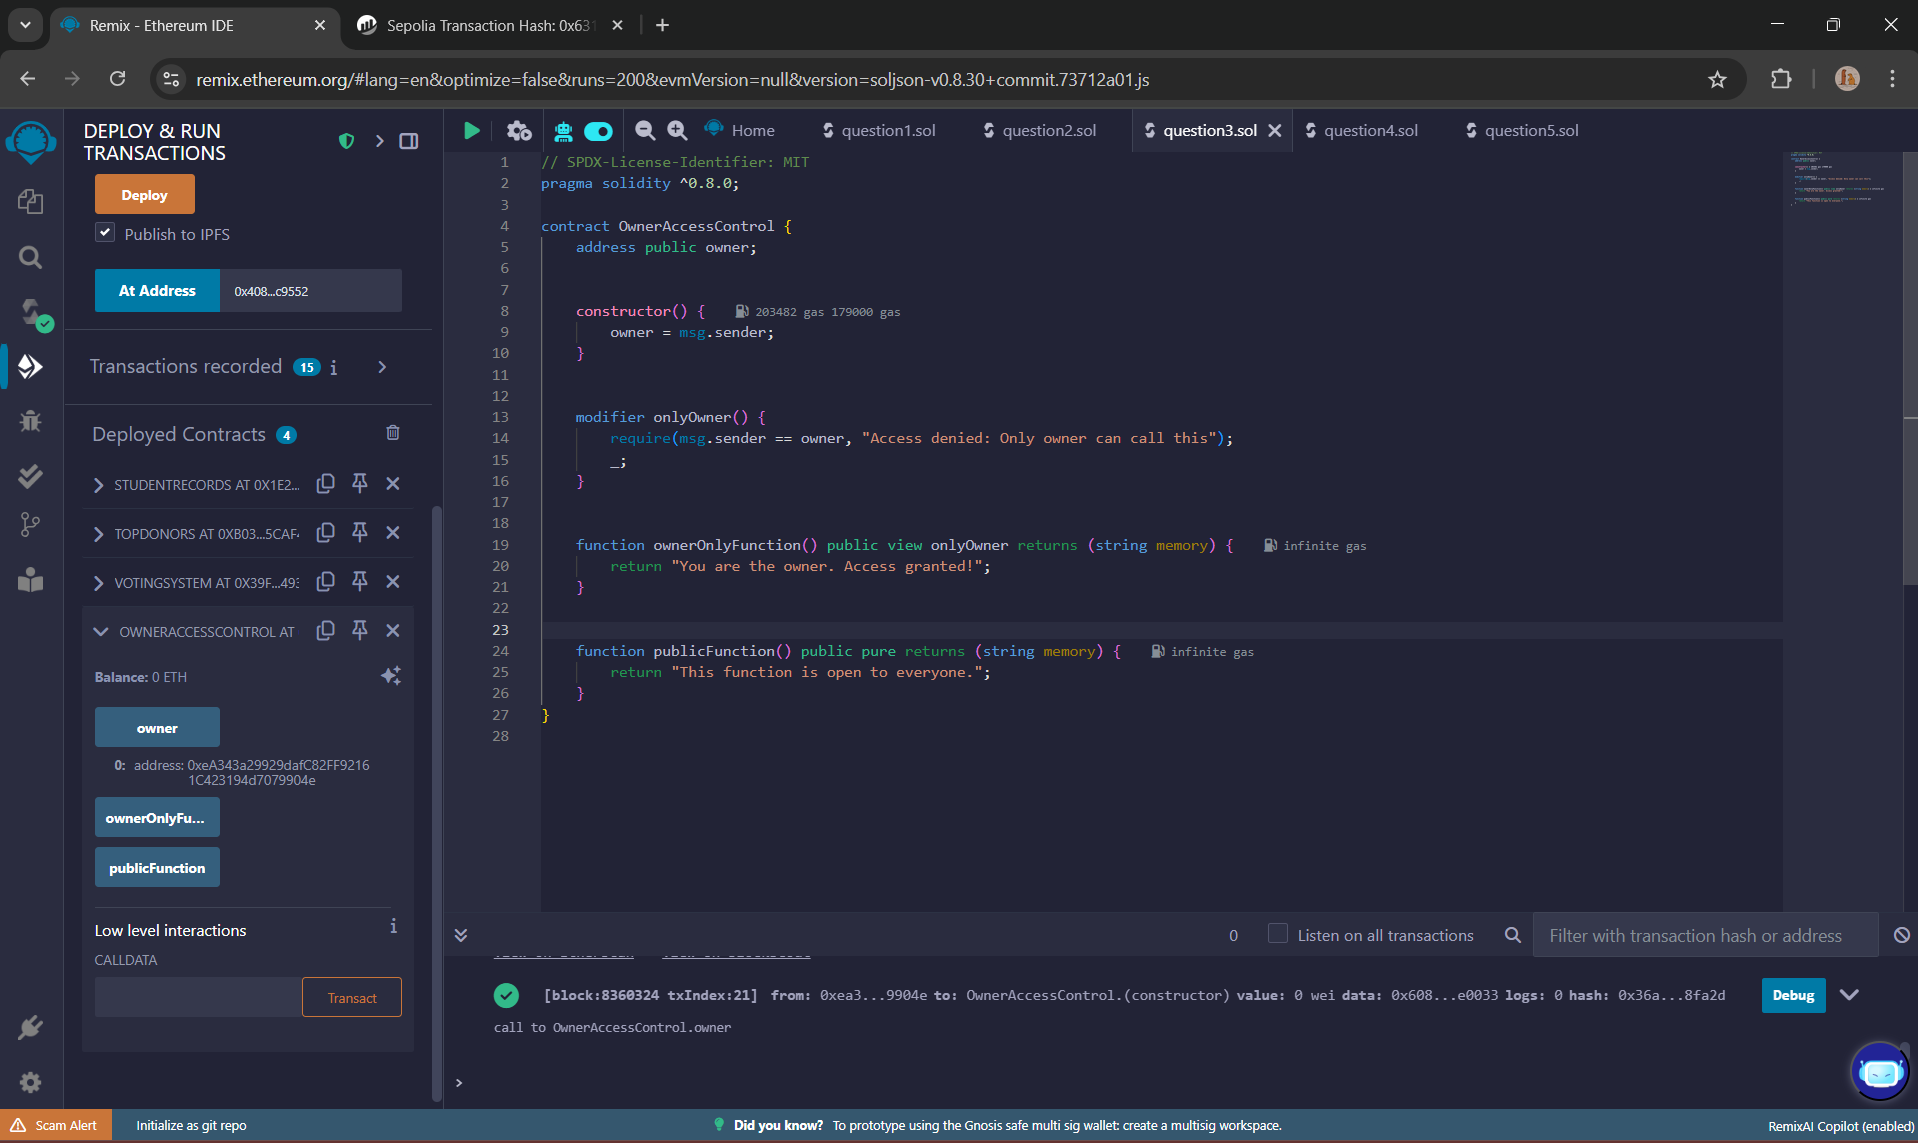 Remix - Ethereum IDE
Sepolia Transaction Hash: 0x631
remix.ethereum.org/#lang=en&optimize=false&runs=200&evmVersion=null&version=soljson-v0.8.30+commit.73712a01.js
DEPLOY & RUN
TRANSACTIONS
Deploy
Publish to IPFS
At Address 0x408...c9552
Transactions recorded 15 i
Deployed Contracts 4
STUDENTRECORDS AT 0X1E2...
TOPDONORS AT 0XB03...5CAF4
VOTINGSYSTEM AT 0X39F...493
OWNERACCESSCONTROL AT
Balance: 0 ETH
owner
0: address: 0xeA343a29929dafC82FF9216
1C423194d7079904e
ownerOnlyFu...
publicFunction
Low level interactions i
CALLDATA
Transact
Home question1.sol question2.sol question3.sol question4.sol question5.sol
1 // SPDX-License-Identifier: MIT
2 pragma solidity ^0.8.0;
3
4 contract OwnerAccessControl {
5 address public owner;
6
7
8 constructor() { 203482 gas 179000 gas
9 owner = msg.sender;
10 }
11
12
13 modifier onlyOwner() {
14 require(msg.sender == owner, "Access denied: Only owner can call this");
15 _;
16 }
17
18
19 function ownerOnlyFunction() public view onlyOwner returns (string memory) { infinite gas
20 return "You are the owner. Access granted!";
21 }
22
23
24 function publicFunction() public pure returns (string memory) { infinite gas
25 return "This function is open to everyone.";
26 }
27 }
28
0 Listen on all transactions Filter with transaction hash or address
[block:8360324 txIndex:21] from: 0xea3...9904e to: OwnerAccessControl.(constructor) value: 0 wei data: 0x608...e0033 logs: 0 hash: 0x36a...8fa2d Debug
call to OwnerAccessControl.owner
>
Scam Alert Initialize as git repo Did you know? To prototype using the Gnosis safe multi sig wallet: create a multisig workspace. RemixAI Copilot (enabled)